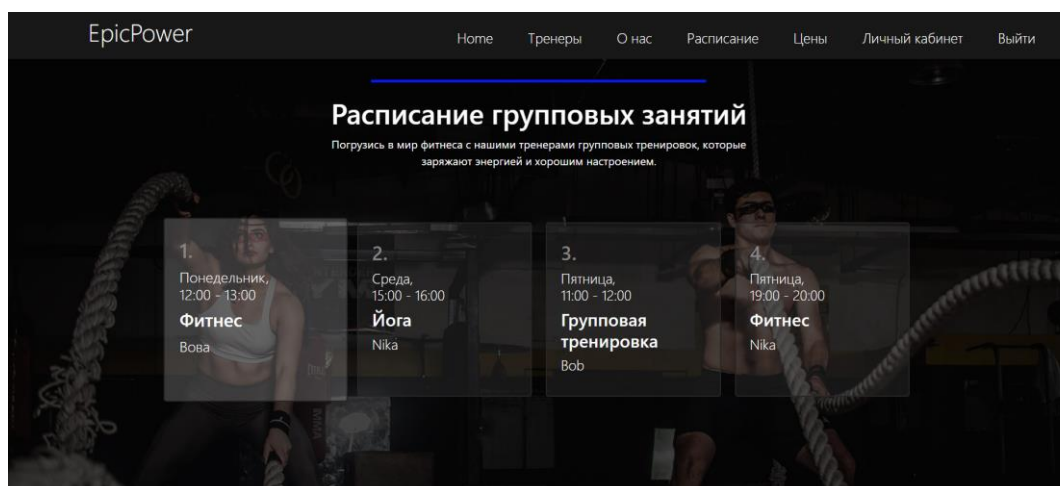 EpicPower
Home Тренеры О нас Расписание Цены Личный кабинет Выйти
Расписание групповых занятий
Погрузись в мир фитнеса с нашими тренерами групповых тренировок, которые
заряжают энергией и хорошим настроением.
1.
Понедельник,
12:00 - 13:00
Фитнес
Вова
2.
Среда,
15:00 - 16:00
Йога
Nika
3.
Пятница,
11:00 - 12:00
Групповая
тренировка
Bob
4.
Пятница,
19:00 - 20:00
Фитнес
Nika